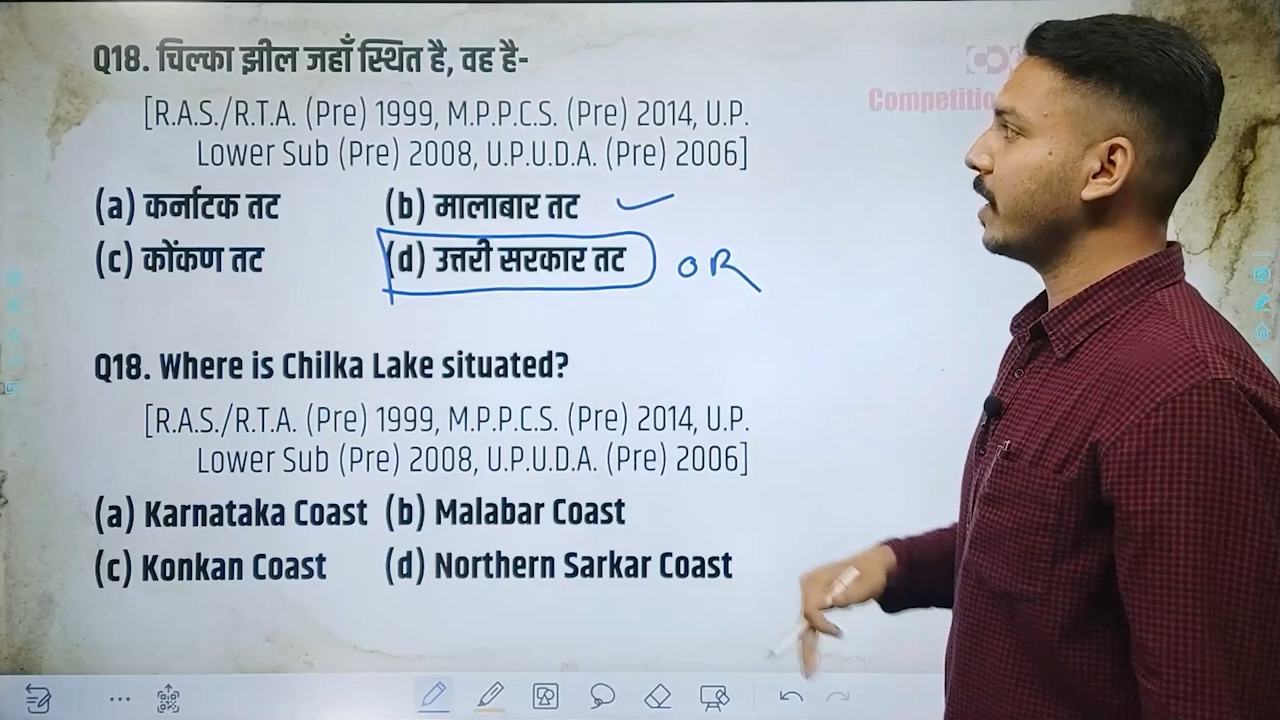 Q18. चिल्का झील जहाँ स्थित है, वह है-
[R.A.S./R.T.A. (Pre) 1999, M.P.P.C.S. (Pre) 2014, U.P.
Lower Sub (Pre) 2008, U.P.U.D.A. (Pre) 2006]
(a) कर्नाटक तट (b) मालाबार तट
(c) कोंकण तट (d) उत्तरी सरकार तट OR
Q18. Where is Chilka Lake situated?
[R.A.S./R.T.A. (Pre) 1999, M.P.P.C.S. (Pre) 2014, U.P.
Lower Sub (Pre) 2008, U.P.U.D.A. (Pre) 2006]
(a) Karnataka Coast (b) Malabar Coast
(c) Konkan Coast (d) Northern Sarkar Coast